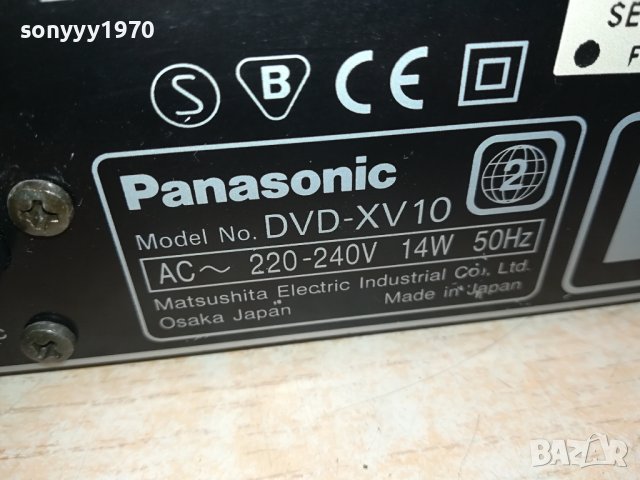 sonyyy1970
SE
F
S
B
CE
Panasonic
2
Model No. DVD-XV10
AC～ 220-240V 14W 50Hz
Matsushita Electric Industrial Co., Ltd.
Osaka Japan Made in Japan
c
BAZAR